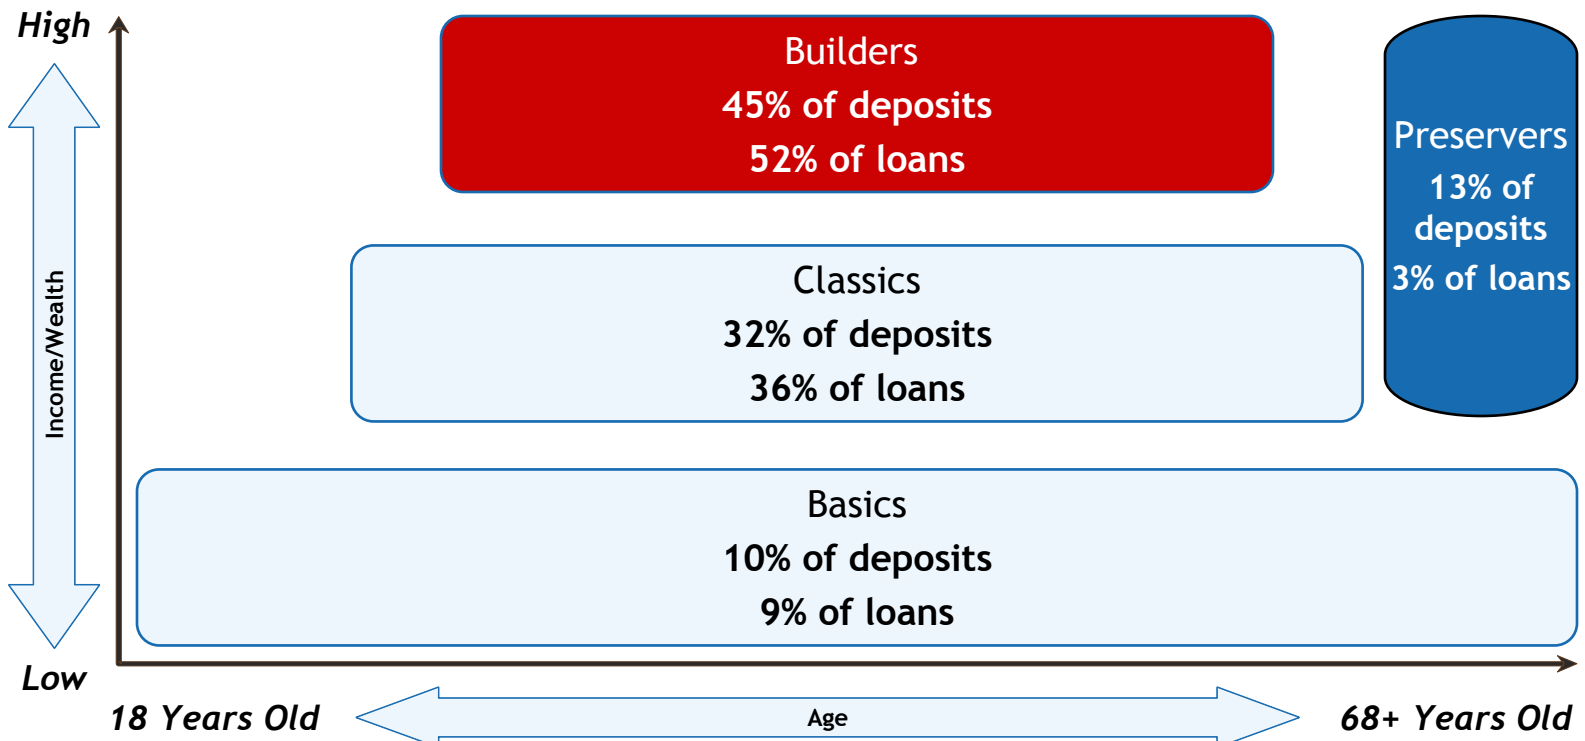 High
Builders
45% of deposits
52% of loans
Preservers
13% of
deposits
3% of loans
Classics
32% of deposits
36% of loans
Income/Wealth
Basics
10% of deposits
9% of loans
Low
18 Years Old
Age
68+ Years Old